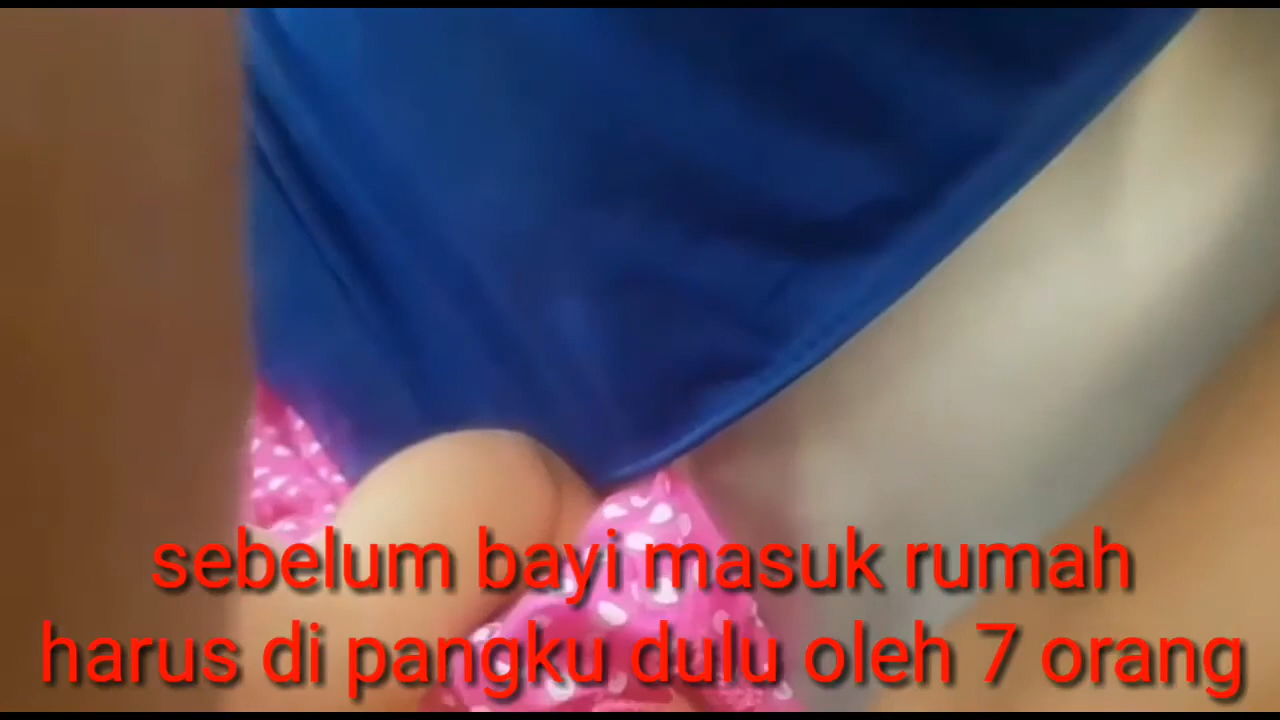 sebelum bayi masuk rumah
harus di pangku dulu oleh 7 orang